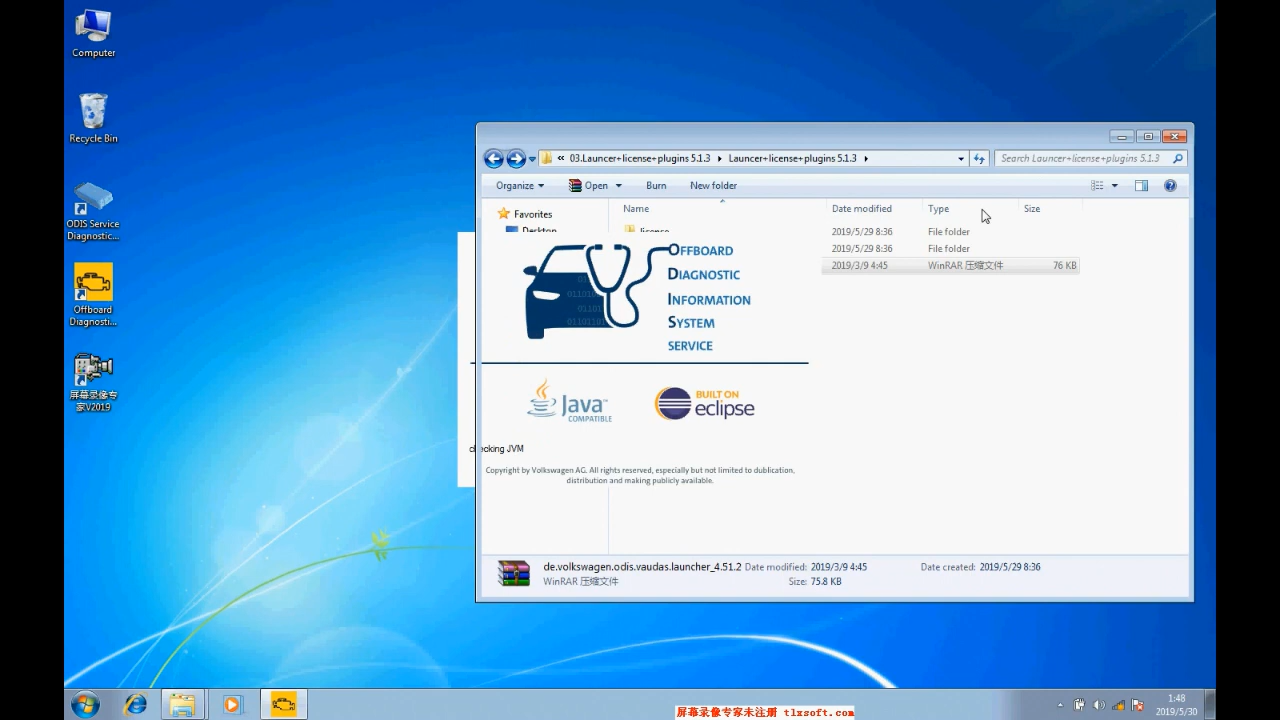 Computer
Recycle Bin
ODIS Service
Diagnostic...
Offboard
Diagnosti...
屏幕录像专
家V2019
« 03.Launcer+license+plugins 5.1.3 Launcer+license+plugins 5.1.3
Search Launcer+license+plugins 5.1.3
Organize Open Burn New folder
Name Date modified Type Size
Favorites
Desktop
license 2019/5/29 8:36 File folder
2019/5/29 8:36 File folder
2019/3/9 4:45 WinRAR 压缩文件 76 KB
OFFBOARD
DIAGNOSTIC
INFORMATION
SYSTEM
SERVICE
Java™
COMPATIBLE
BUILT ON
eclipse
checking JVM
Copyright by Volkswagen AG. All rights reserved, especially but not limited to dublication,
distribution and making publicly available.
de.volkswagen.odis.vaudas.launcher_4.51.2 Date modified: 2019/3/9 4:45 Date created: 2019/5/29 8:36
WinRAR 压缩文件 Size: 75.8 KB
1:48
2019/5/30
屏幕录像专家未注册 tlxsoft.com